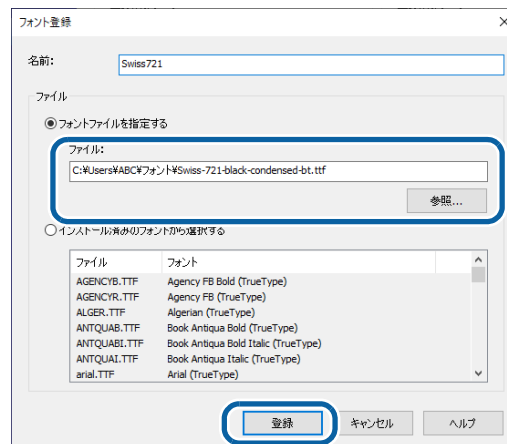 フォント登録
名前: Swiss721
ファイル
フォントファイルを指定する
ファイル:
C:¥Users¥ABC¥フォント¥Swiss-721-black-condensed-bt.ttf
参照...
インストール済みのフォントから選択する
ファイル フォント
AGENCYB.TTF Agency FB Bold (TrueType)
AGENCYR.TTF Agency FB (TrueType)
ALGER.TTF Algerian (TrueType)
ANTQUAB.TTF Book Antiqua Bold (TrueType)
ANTQUABI.TTF Book Antiqua Bold Italic (TrueType)
ANTQUAI.TTF Book Antiqua Italic (TrueType)
arial.TTF Arial (TrueType)
登録 キャンセル ヘルプ